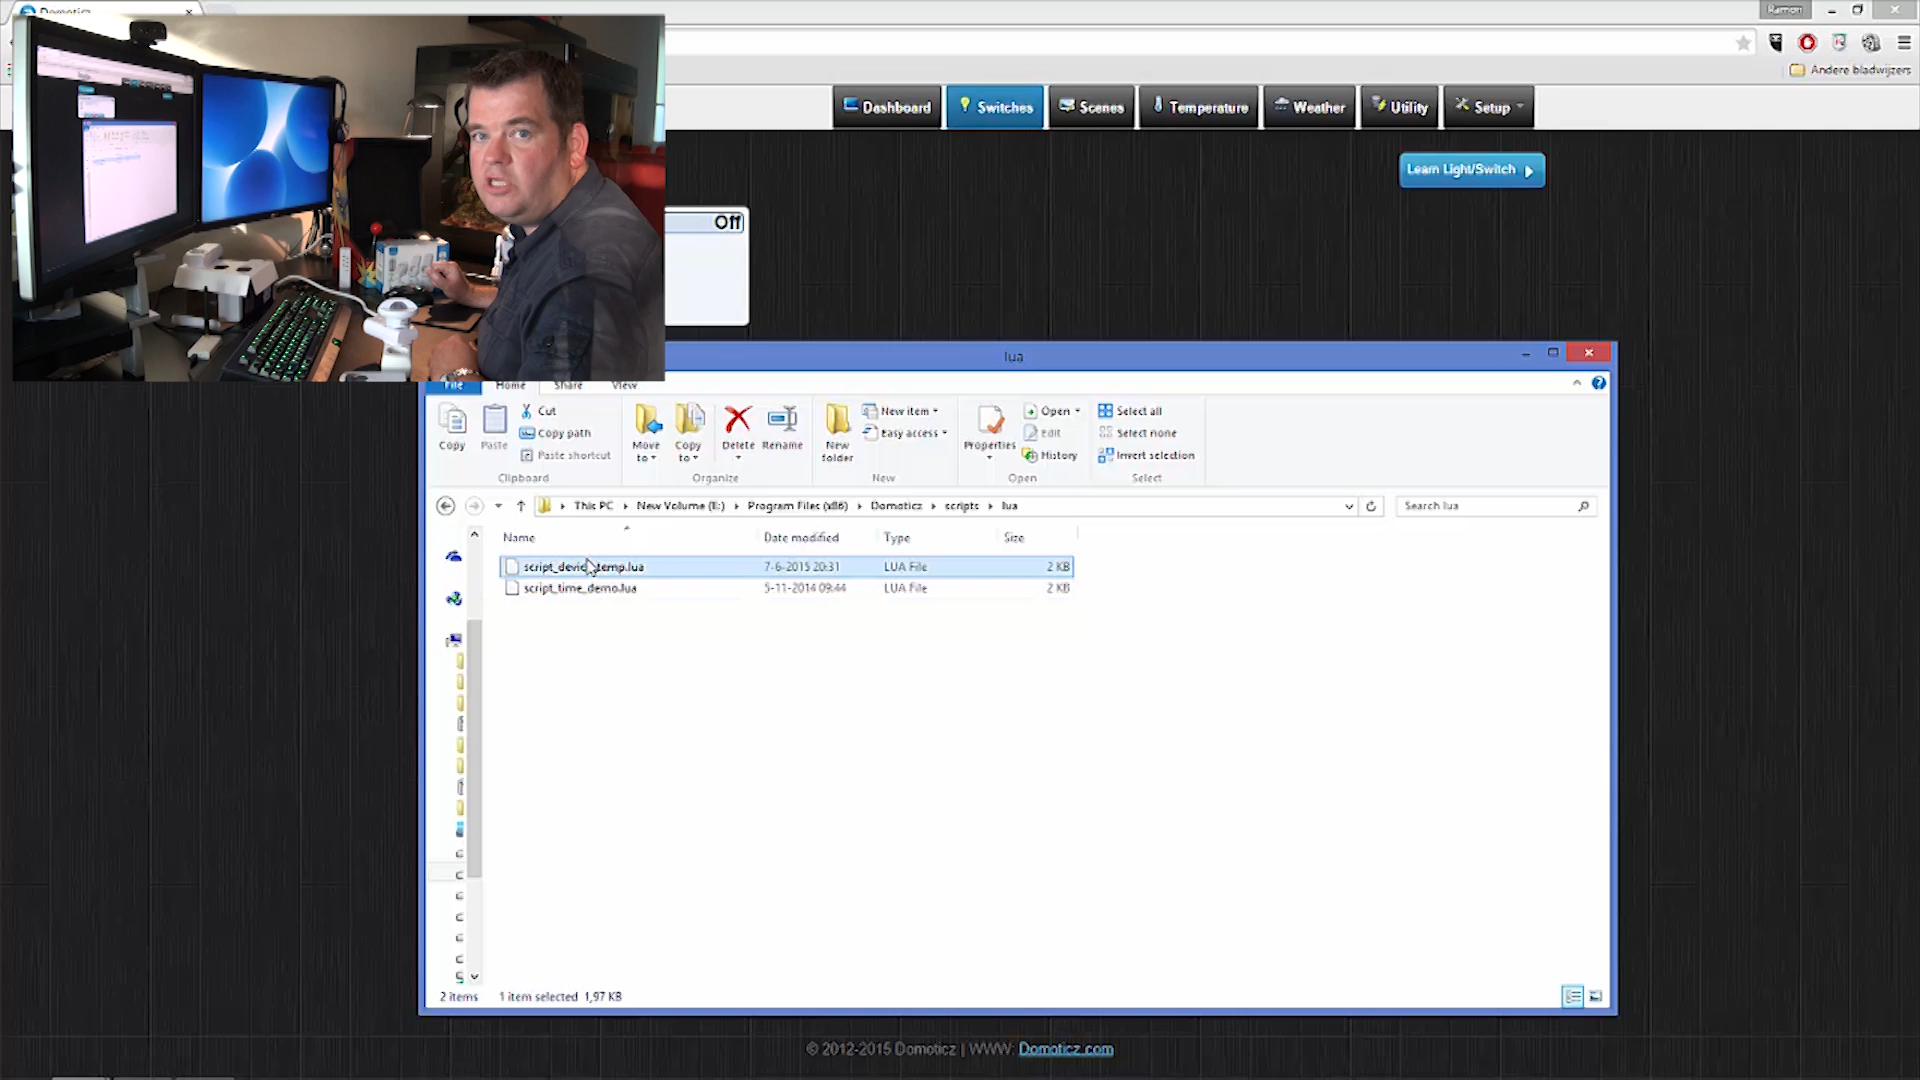 Domoticz
Ramon
Andere bladwijzers
Dashboard
Switches
Scenes
Temperature
Weather
Utility
Setup
Learn Light/Switch
Off
lua
File
Home
Share
View
Copy
Paste
Cut
Copy path
Paste shortcut
Clipboard
Move to
Copy to
Delete
Rename
Organize
New folder
New item
Easy access
New
Properties
Open
Edit
History
Open
Select all
Select none
Invert selection
Select
This PC
New Volume (E:)
Program Files (x86)
Domoticz
scripts
lua
Search lua
Name
Date modified
Type
Size
script_device_temp.lua
7-6-2015 20:31
LUA File
2 KB
script_time_demo.lua
5-11-2014 09:44
LUA File
2 KB
2 items
1 item selected 1,97 KB
© 2012-2015 Domoticz | WWW: Domoticz.com